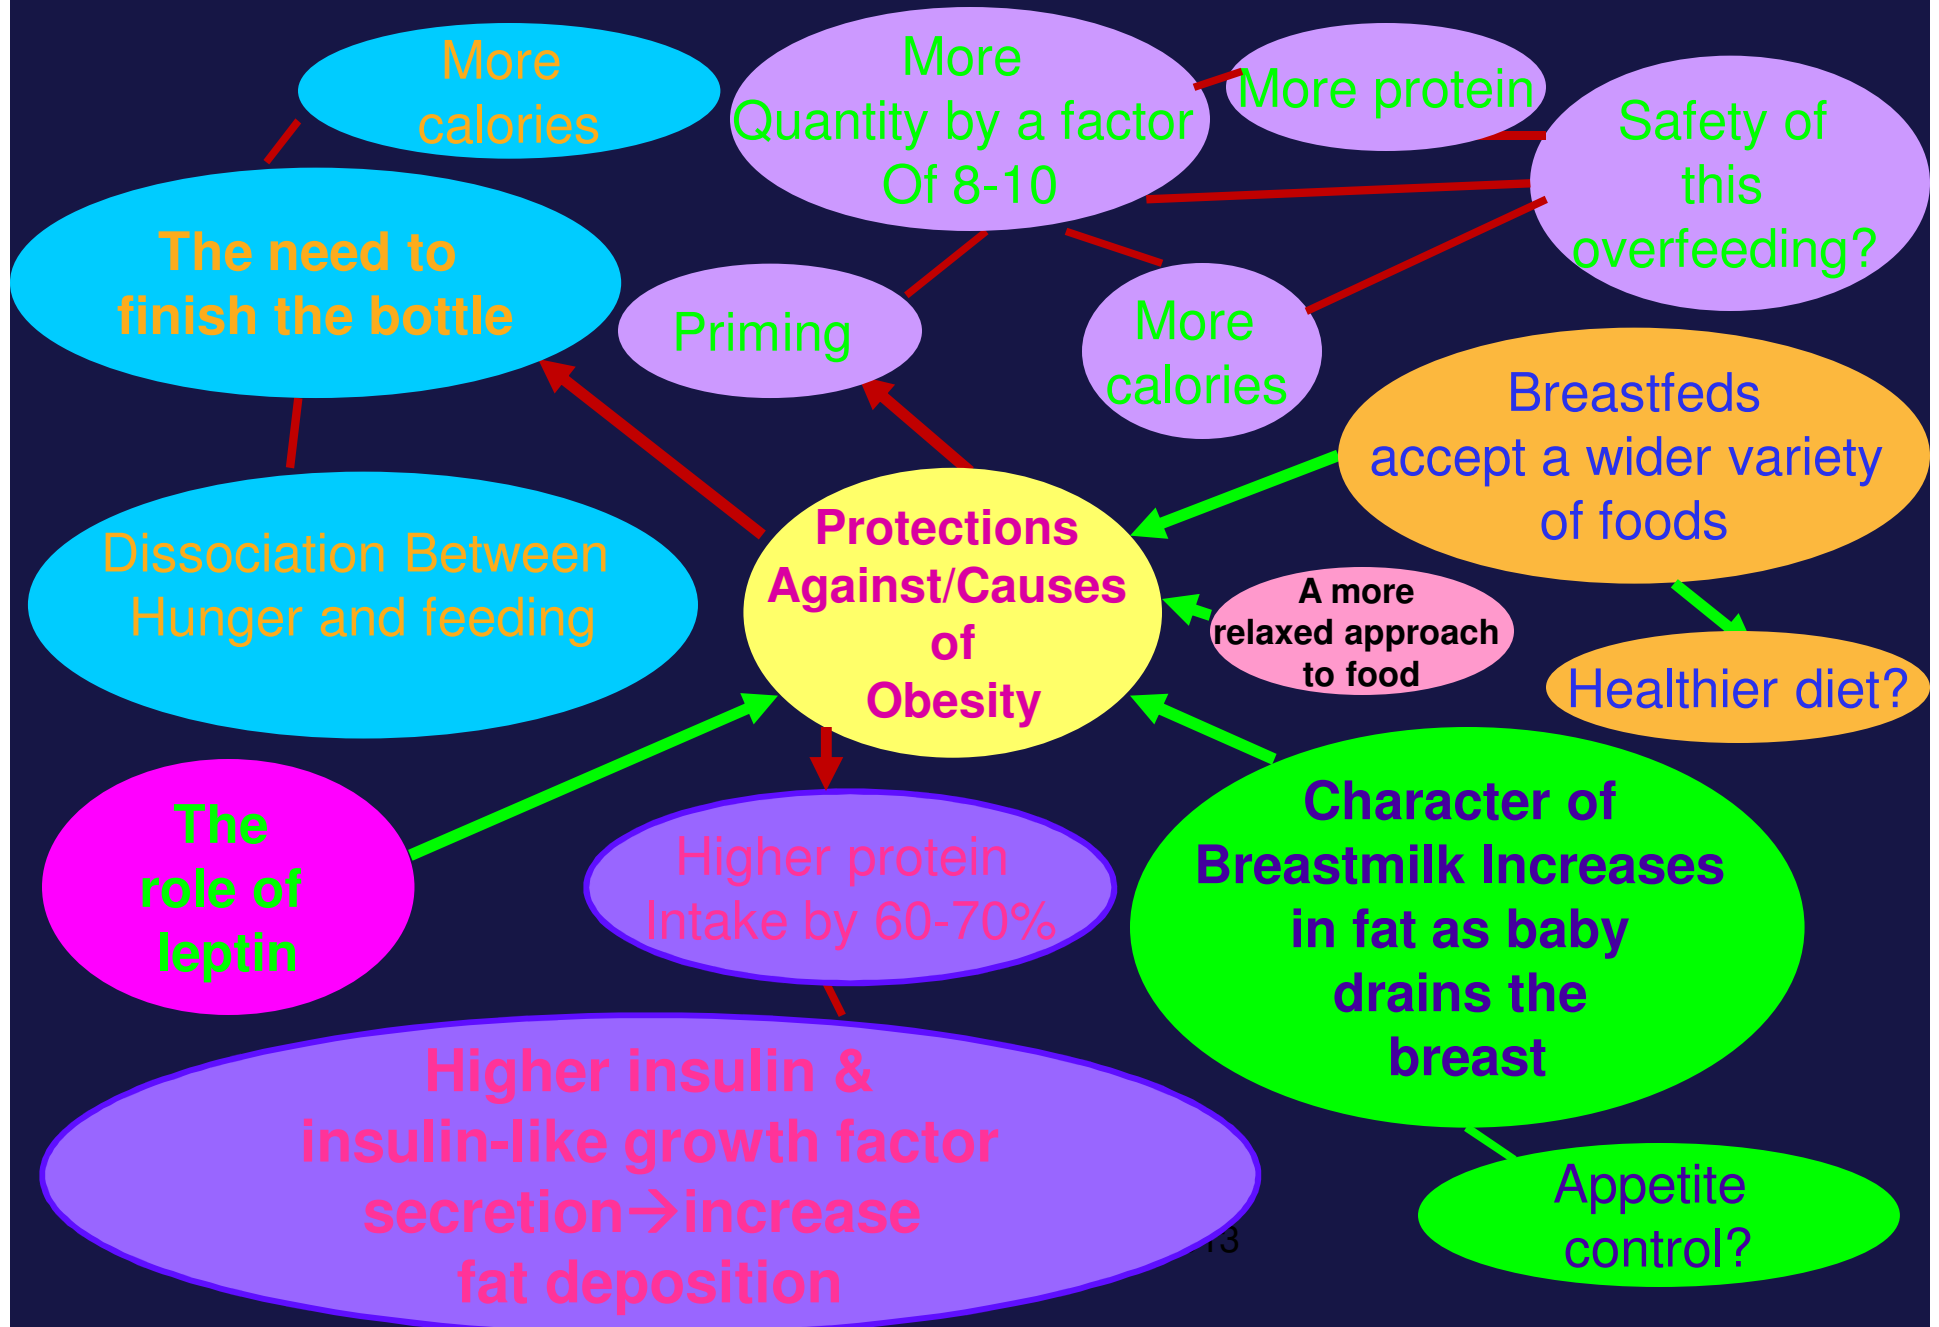 More
calories
More
Quantity by a factor
Of 8-10
More protein
Safety of
this
overfeeding?
The need to
finish the bottle
Priming
More
calories
Breastfeds
accept a wider variety
of foods
Dissociation Between
Hunger and feeding
Protections
Against/Causes
of
Obesity
A more
relaxed approach
to food
Healthier diet?
The
role of
leptin
Higher protein
Intake by 60-70%
Character of
Breastmilk Increases
in fat as baby
drains the
breast
Higher insulin &
insulin-like growth factor
secretion→increase
fat deposition
Appetite
control?